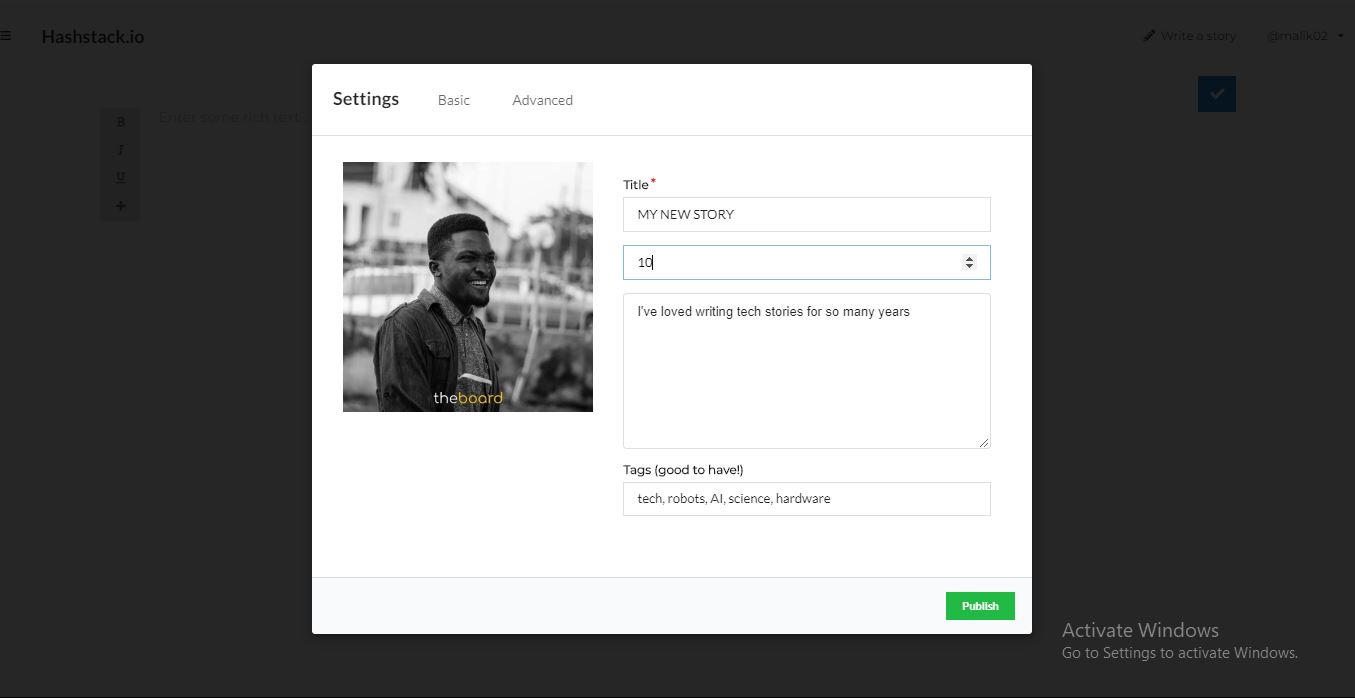 Hashstack.io
Write a story
@malik02
B
Enter some rich text...
I
U
Settings
Basic
Advanced
theboard
Title*
MY NEW STORY
10
I've loved writing tech stories for so many years
Tags (good to have!)
tech, robots, AI, science, hardware
Publish
Activate Windows
Go to Settings to activate Windows.